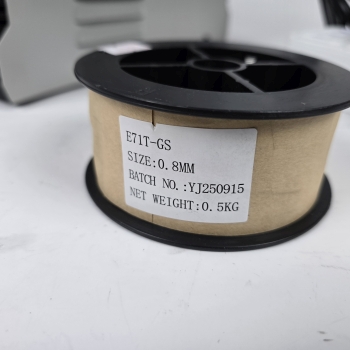 E71T-GS
SIZE:0.8MM
BATCH NO.:YJ250915
NET WEIGHT:0.5KG